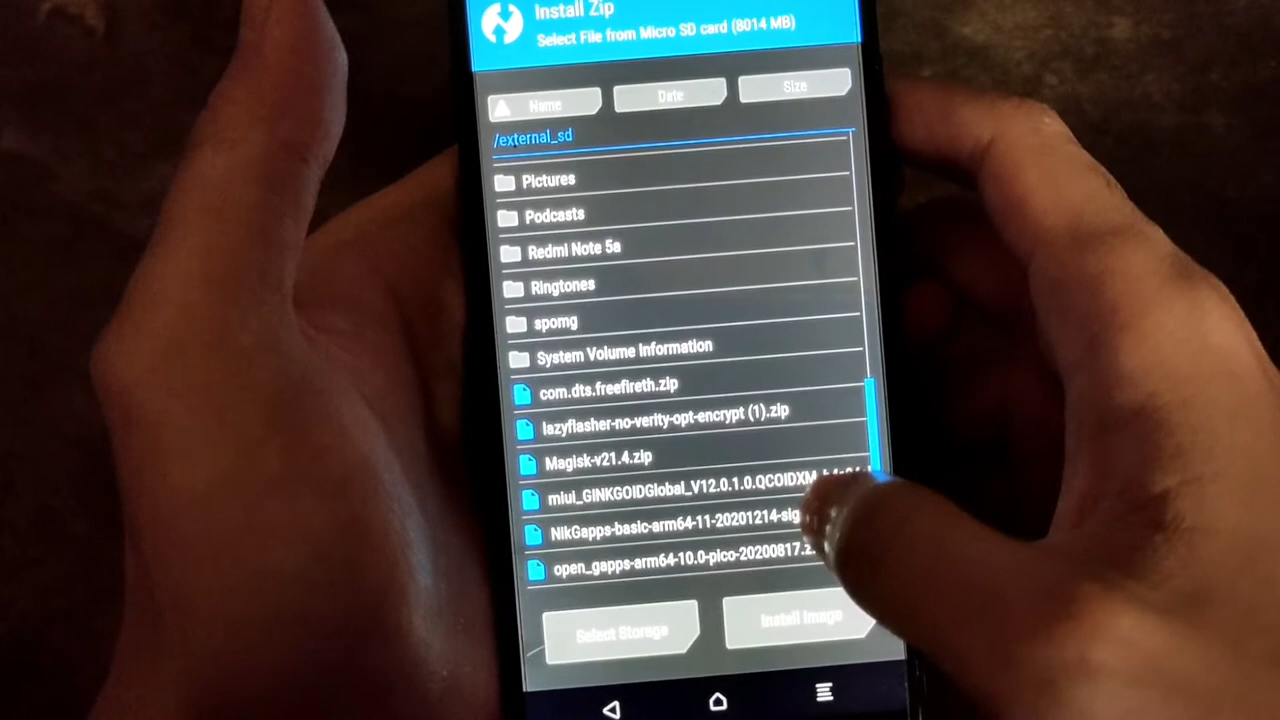 Install Zip
Select File from Micro SD card (8014 MB)
Name
Date
Size
/external_sd
Pictures
Podcasts
Redmi Note 5a
Ringtones
spomg
System Volume Information
com.dts.freefireth.zip
lazyflasher-no-verity-opt-encrypt (1).zip
Magisk-v21.4.zip
miui_GINKGOIDGlobal_V12.0.1.0.QCOIDXM
NikGapps-basic-arm64-11-20201214-sig
open_gapps-arm64-10.0-pico-20200817.z
Select Storage
Install Image